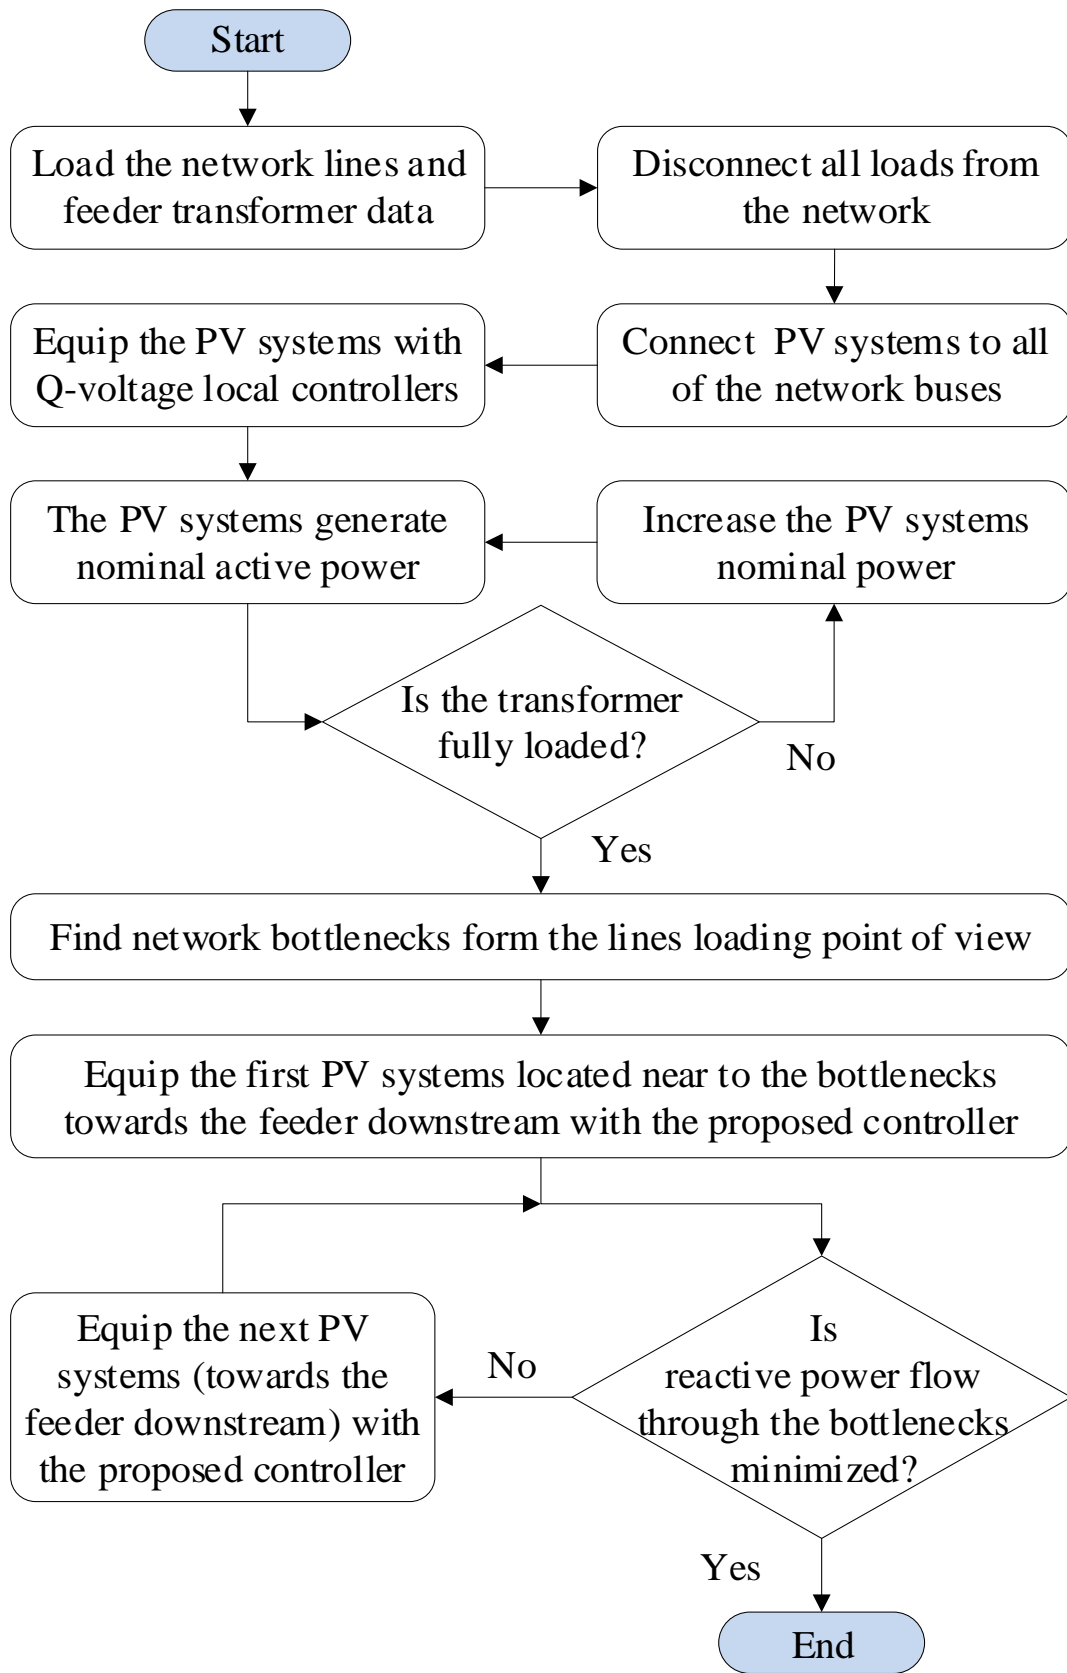 Start
Load the network lines and
feeder transformer data
Disconnect all loads from
the network
Connect PV systems to all
of the network buses
Equip the PV systems with
Q-voltage local controllers
The PV systems generate
nominal active power
Increase the PV systems
nominal power
Is the transformer
fully loaded?
No
Yes
Find network bottlenecks form the lines loading point of view
Equip the first PV systems located near to the bottlenecks
towards the feeder downstream with the proposed controller
Is
reactive power flow
through the bottlenecks
minimized?
No
Equip the next PV
systems (towards the
feeder downstream) with
the proposed controller
Yes
End